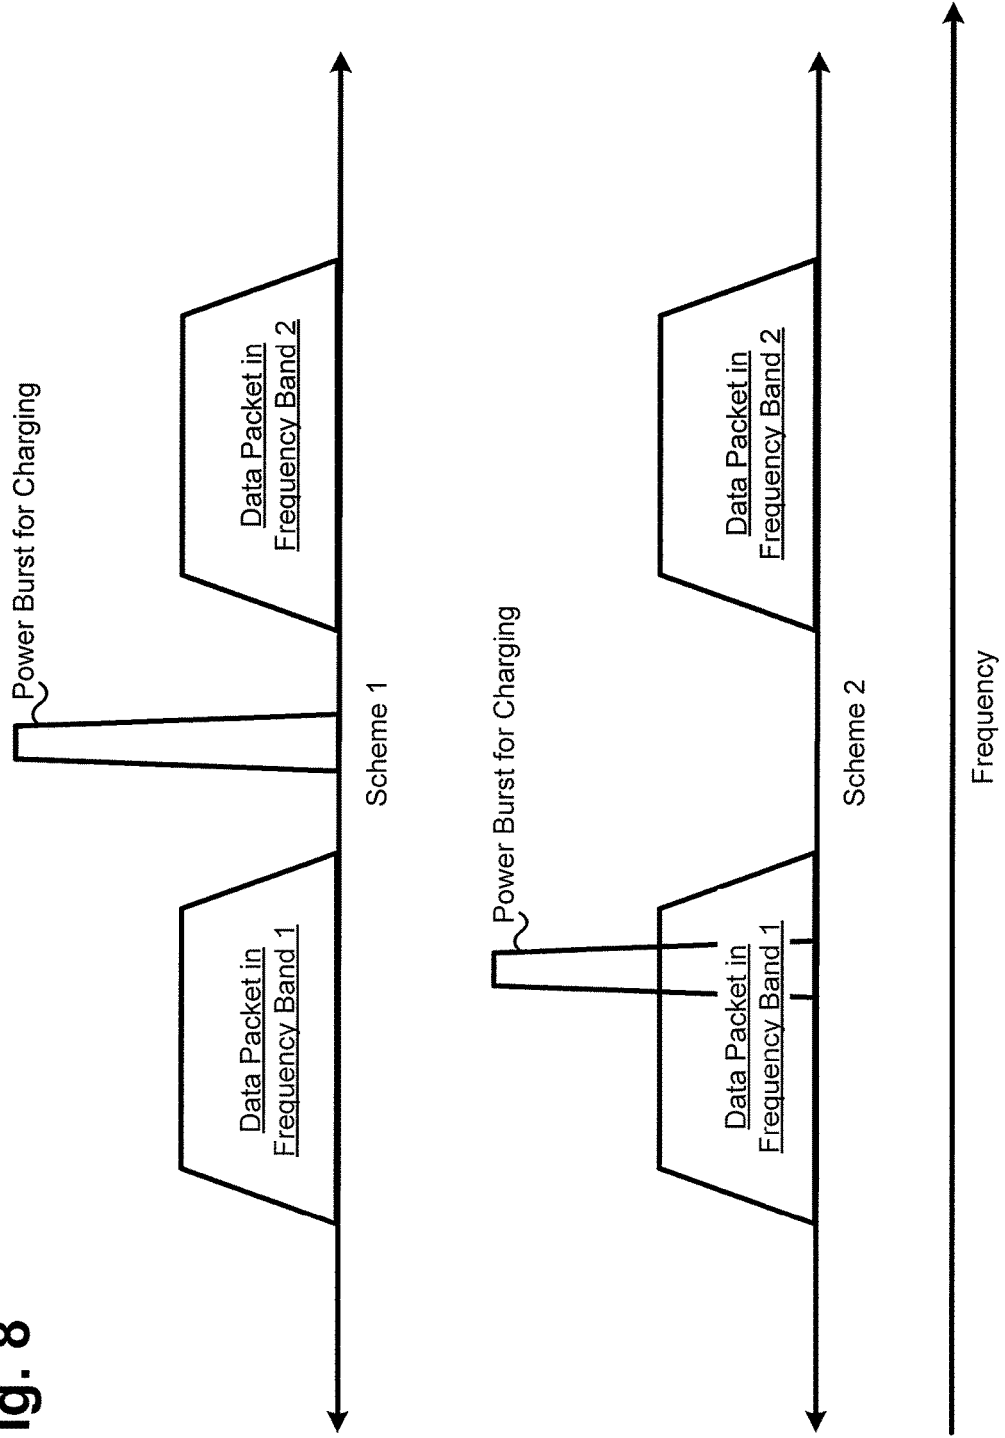 ig. 8
Power Burst for Charging
Data Packet in
Frequency Band 1
Data Packet in
Frequency Band 2
Scheme 1
Power Burst for Charging
Data Packet in
Frequency Band 1
Data Packet in
Frequency Band 2
Scheme 2
Frequency